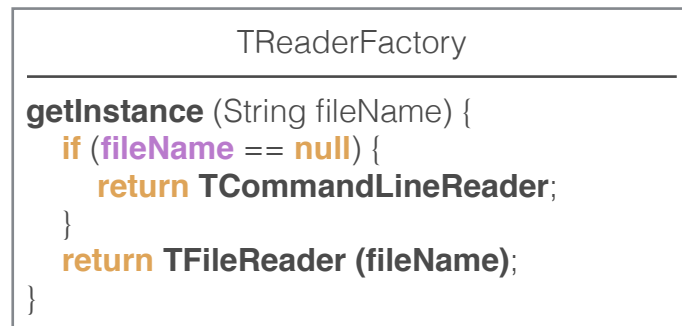 TReaderFactory
getInstance (String fileName) {
if (fileName == null) {
return TCommandLineReader;
}
return TFileReader (fileName);
}